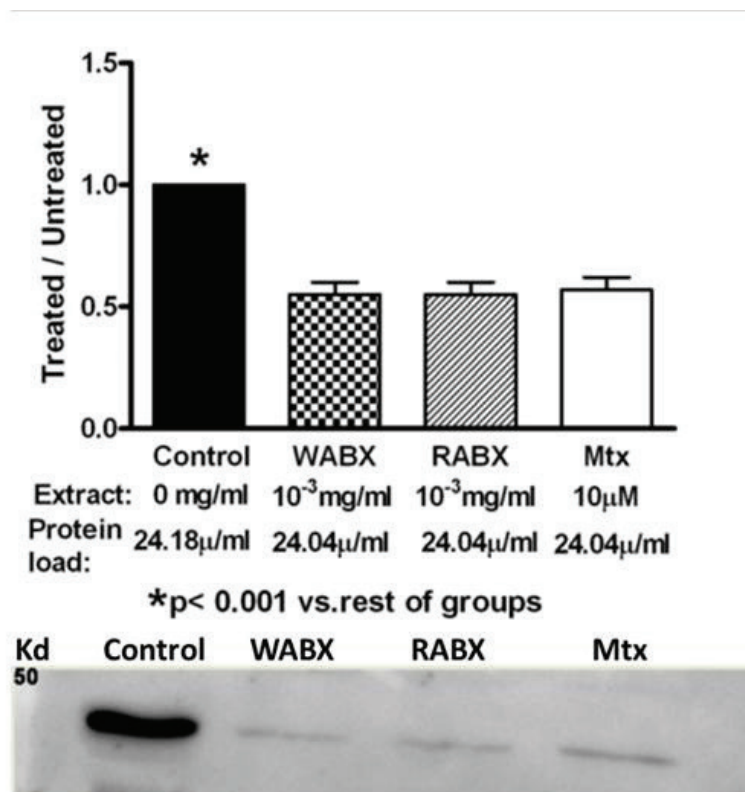 1.5
1.0
0.5
0.0
Treated / Untreated
*
Control WABX RABX Mtx
Extract: 0 mg/ml 10⁻³mg/ml 10⁻³mg/ml 10µM
Protein load: 24.18µ/ml 24.04µ/ml 24.04µ/ml 24.04µ/ml
*p< 0.001 vs.rest of groups
Kd Control WABX RABX Mtx
50